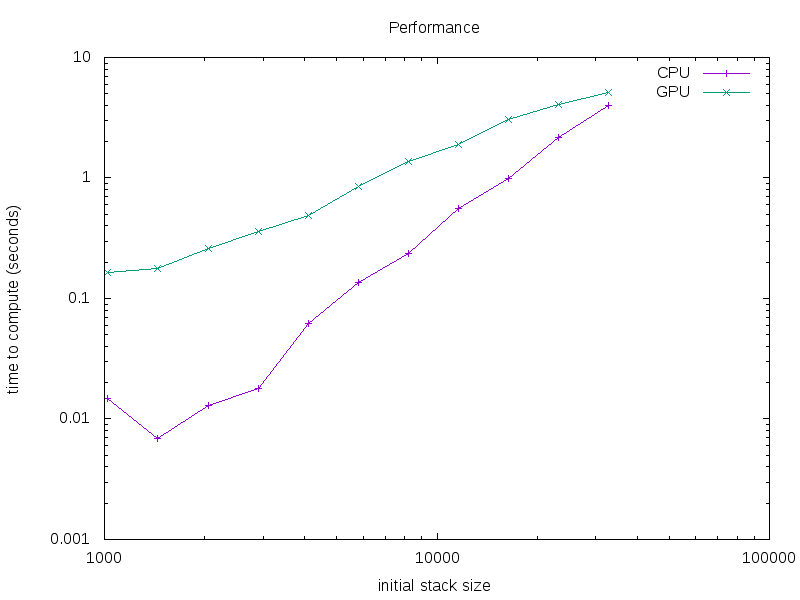 Performance
10
CPU
GPU
1
0.1
0.01
0.001
time to compute (seconds)
1000
10000
100000
initial stack size